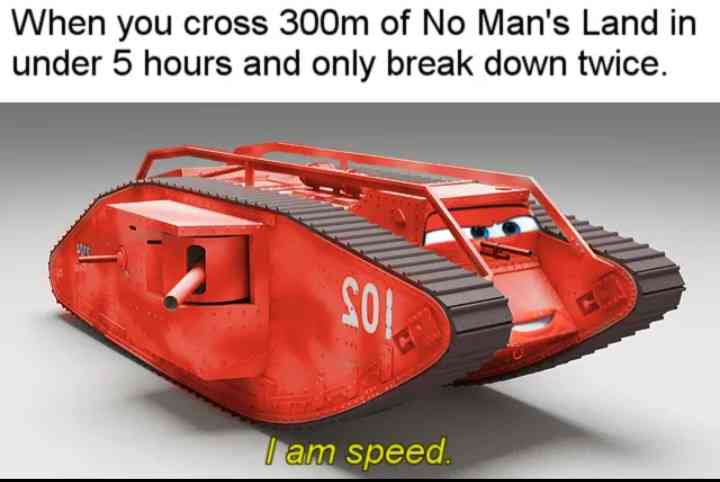 When you cross 300m of No Man's Land in
under 5 hours and only break down twice.
102
I am speed.